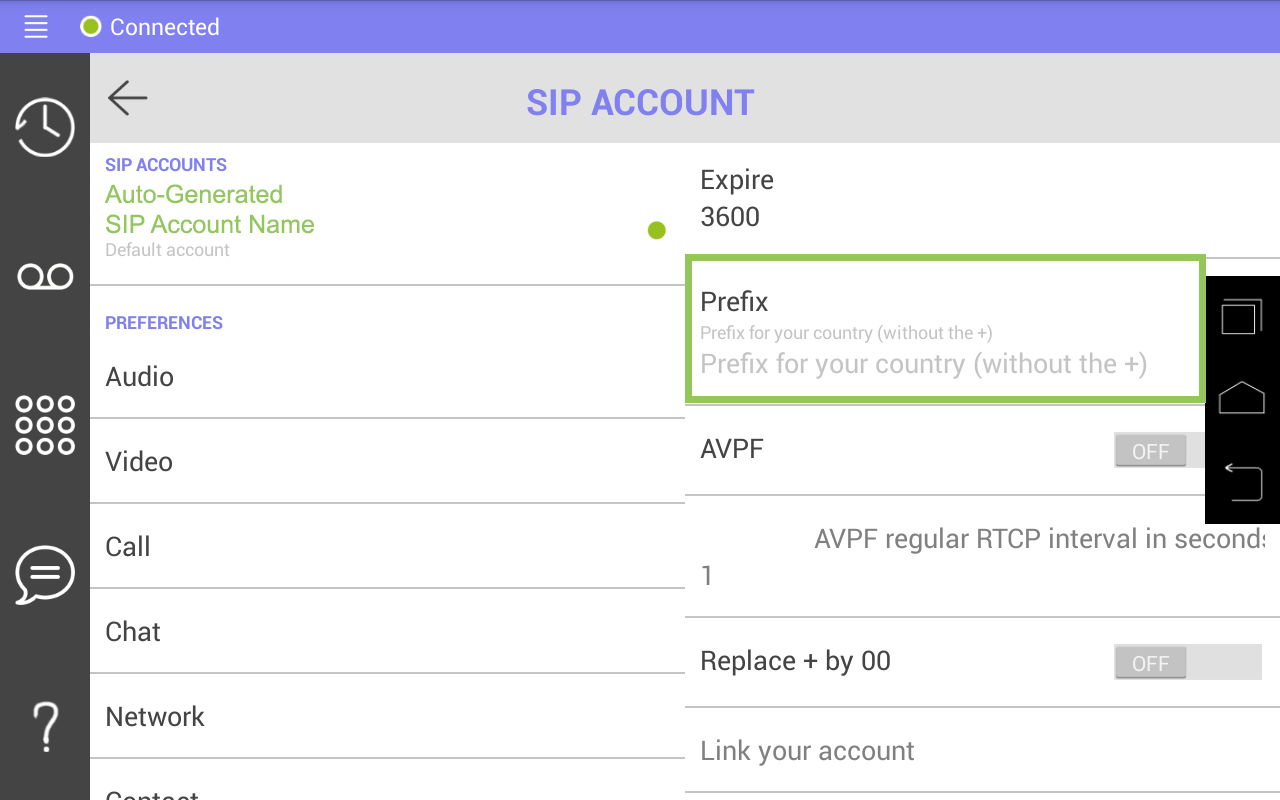 Connected
SIP ACCOUNT
SIP ACCOUNTS
Auto-Generated
SIP Account Name
Default account
PREFERENCES
Audio
Video
Call
Chat
Network
Contact
Expire
3600
Prefix
Prefix for your country (without the +)
Prefix for your country (without the +)
AVPF
OFF
AVPF regular RTCP interval in seconds
1
Replace + by 00
OFF
Link your account